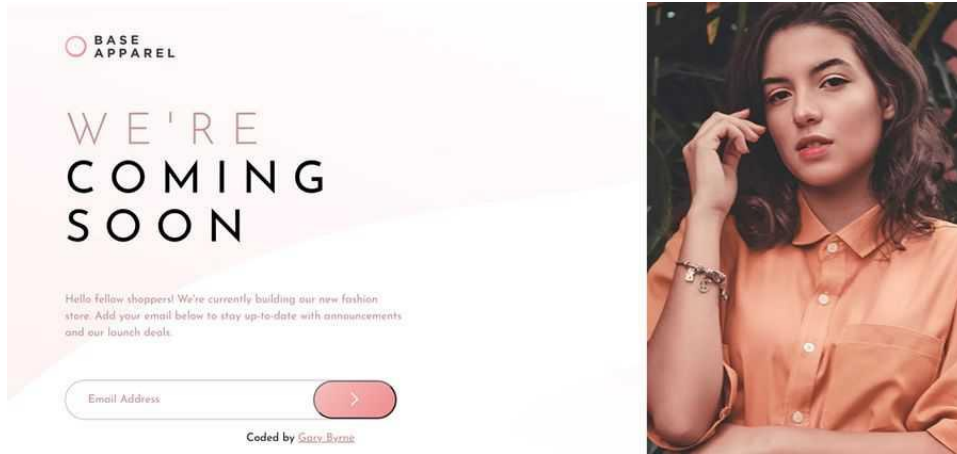 BASE
APPAREL
WE'RE
COMING
SOON
Hello fellow shoppers! We're currently building our new fashion
store. Add your email below to stay up-to-date with announcements
and our launch deals.
Email Address
Coded by Gary Byrne